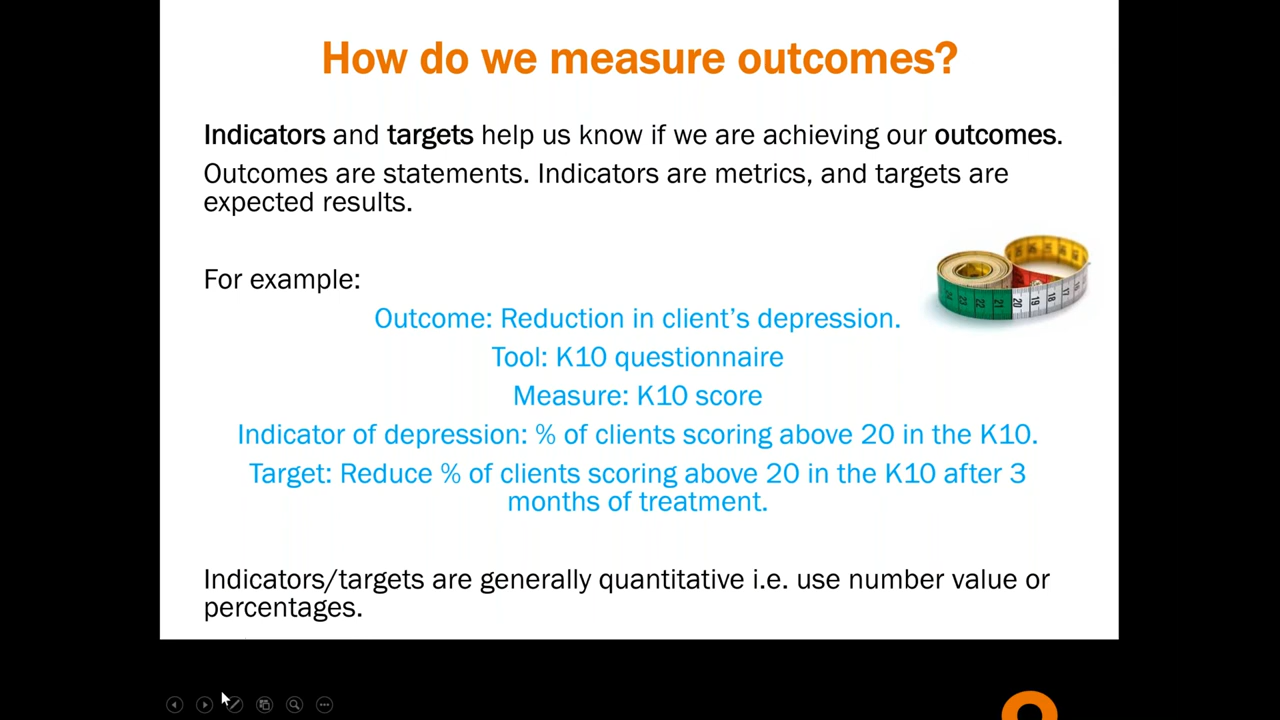 How do we measure outcomes?
Indicators and targets help us know if we are achieving our outcomes.
Outcomes are statements. Indicators are metrics, and targets are
expected results.
For example:
Outcome: Reduction in client’s depression.
Tool: K10 questionnaire
Measure: K10 score
Indicator of depression: % of clients scoring above 20 in the K10.
Target: Reduce % of clients scoring above 20 in the K10 after 3
months of treatment.
Indicators/targets are generally quantitative i.e. use number value or
percentages.